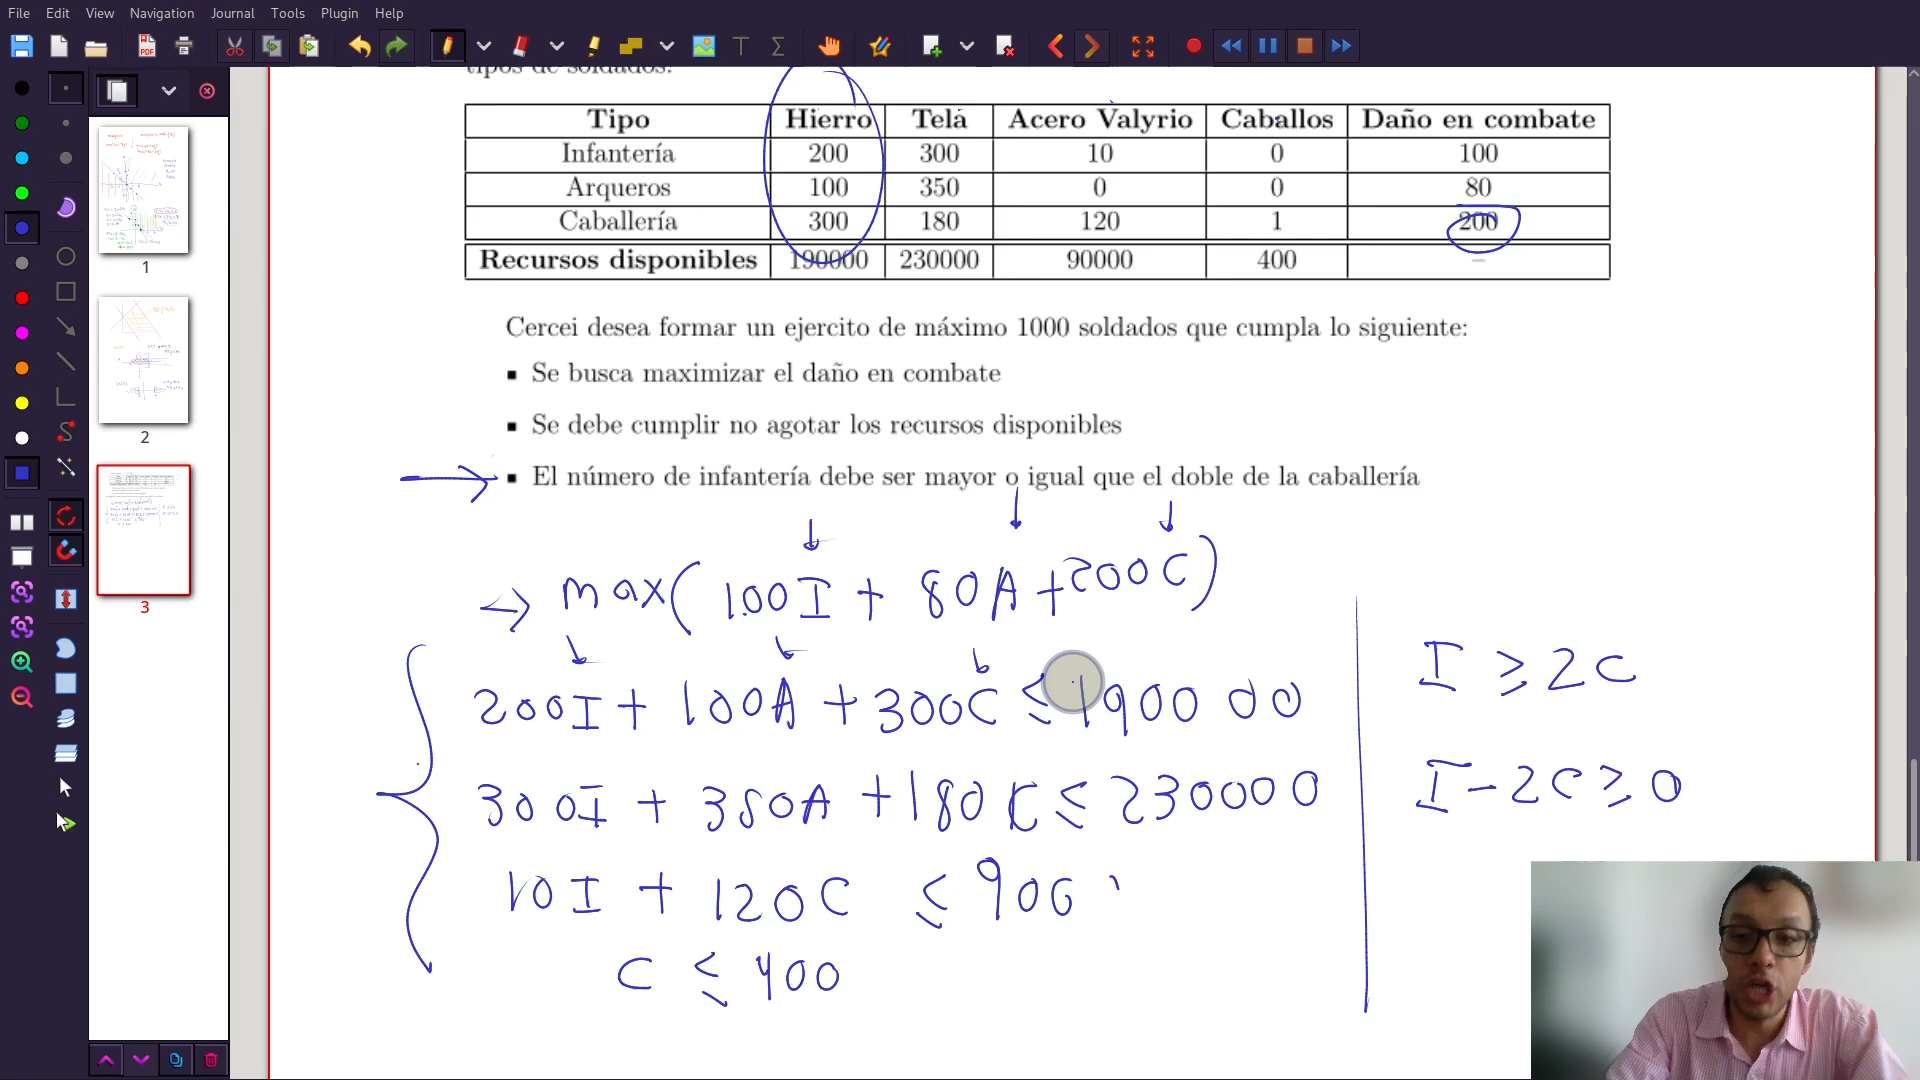 File Edit View Navigation Journal Tools Plugin Help
tipos de soldados:
Tipo Hierro Tela Acero Valyrio Caballos Daño en combate
Infantería 200 300 10 0 100
Arqueros 100 350 0 0 80
Caballería 300 180 120 1 200
Recursos disponibles 190000 230000 90000 400 –
Cercei desea formar un ejercito de máximo 1000 soldados que cumpla lo siguiente:
▪ Se busca maximizar el daño en combate
▪ Se debe cumplir no agotar los recursos disponibles
▪ El número de infantería debe ser mayor o igual que el doble de la caballería
→ max(100I + 80A + 200C)
200I + 100A + 300C ≤ 190000
300I + 350A + 180C ≤ 230000
10I + 120C ≤ 900
C ≤ 400
I ≥ 2C
I - 2C ≥ 0
1
2
3